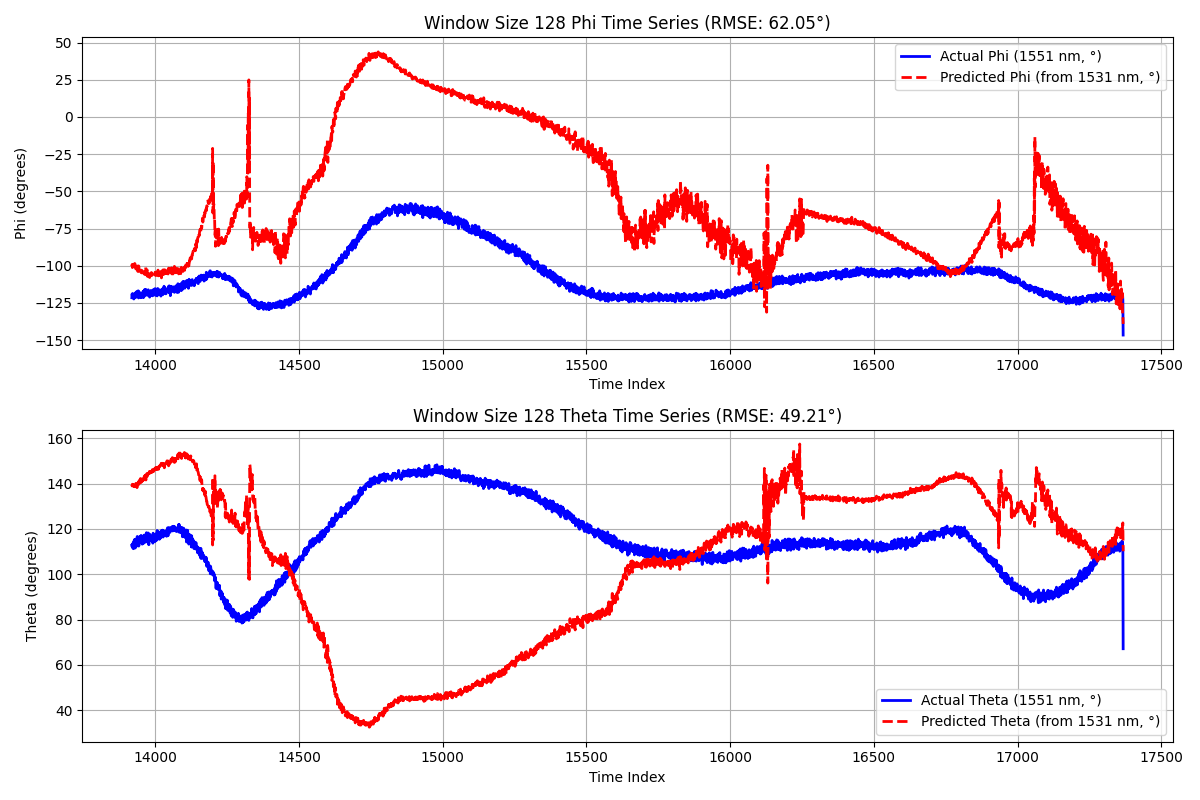 Window Size 128 Phi Time Series (RMSE: 62.05°)
Phi (degrees)
50
25
0
−25
−50
−75
−100
−125
−150
Actual Phi (1551 nm, °)
Predicted Phi (from 1531 nm, °)
14000 14500 15000 15500 16000 16500 17000 17500
Time Index
Window Size 128 Theta Time Series (RMSE: 49.21°)
Theta (degrees)
160
140
120
100
80
60
40
Actual Theta (1551 nm, °)
Predicted Theta (from 1531 nm, °)
14000 14500 15000 15500 16000 16500 17000 17500
Time Index